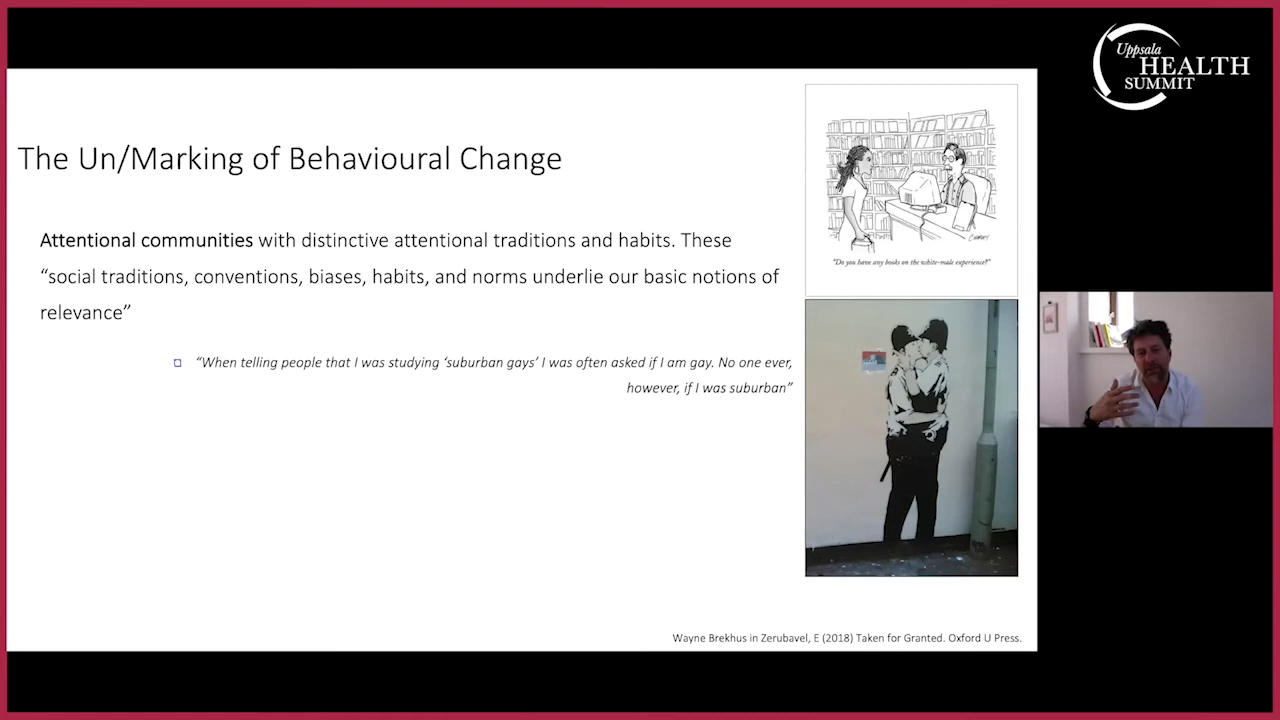 Uppsala
HEALTH
SUMMIT
The Un/Marking of Behavioural Change
Attentional communities with distinctive attentional traditions and habits. These
“social traditions, conventions, biases, habits, and norms underlie our basic notions of
relevance”
“When telling people that I was studying ‘suburban gays’ I was often asked if I am gay. No one ever,
however, if I was suburban”
"Do you have any books on the white-male experience?"
Wayne Brekhus in Zerubavel, E (2018) Taken for Granted. Oxford U Press.